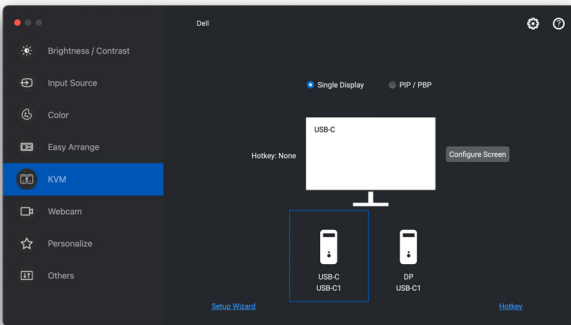 Dell
Brightness / Contrast
Input Source
Color
Easy Arrange
KVM
Webcam
Personalize
Others
Single Display
PIP / PBP
USB-C
Hotkey: None
Configure Screen
USB-C
USB-C1
DP
USB-C1
Setup Wizard
Hotkey